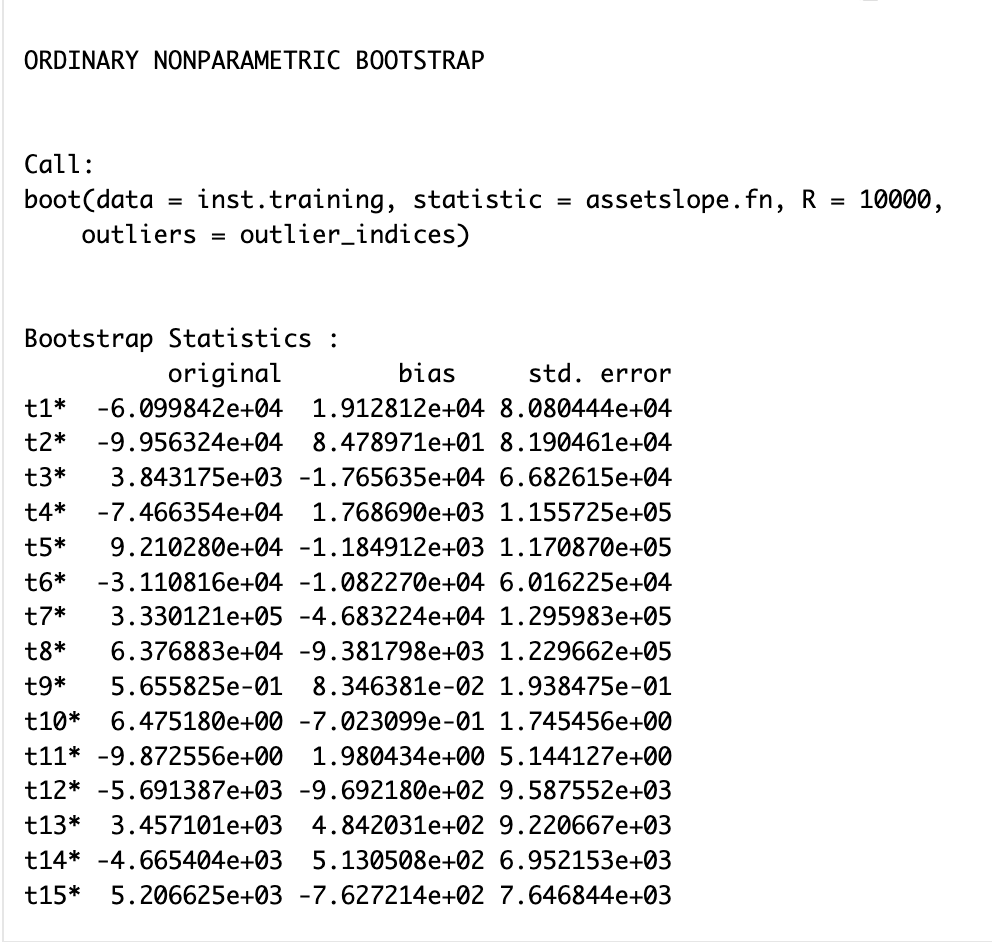 ORDINARY NONPARAMETRIC BOOTSTRAP
Call:
boot(data = inst.training, statistic = assetslope.fn, R = 10000,
    outliers = outlier_indices)
Bootstrap Statistics :
          original        bias     std. error
t1*  -6.099842e+04  1.912812e+04 8.080444e+04
t2*  -9.956324e+04  8.478971e+01 8.190461e+04
t3*   3.843175e+03 -1.765635e+04 6.682615e+04
t4*  -7.466354e+04  1.768690e+03 1.155725e+05
t5*   9.210280e+04 -1.184912e+03 1.170870e+05
t6*  -3.110816e+04 -1.082270e+04 6.016225e+04
t7*   3.330121e+05 -4.683224e+04 1.295983e+05
t8*   6.376883e+04 -9.381798e+03 1.229662e+05
t9*   5.655825e-01  8.346381e-02 1.938475e-01
t10*  6.475180e+00 -7.023099e-01 1.745456e+00
t11* -9.872556e+00  1.980434e+00 5.144127e+00
t12* -5.691387e+03 -9.692180e+02 9.587552e+03
t13*  3.457101e+03  4.842031e+02 9.220667e+03
t14* -4.665404e+03  5.130508e+02 6.952153e+03
t15*  5.206625e+03 -7.627214e+02 7.646844e+03